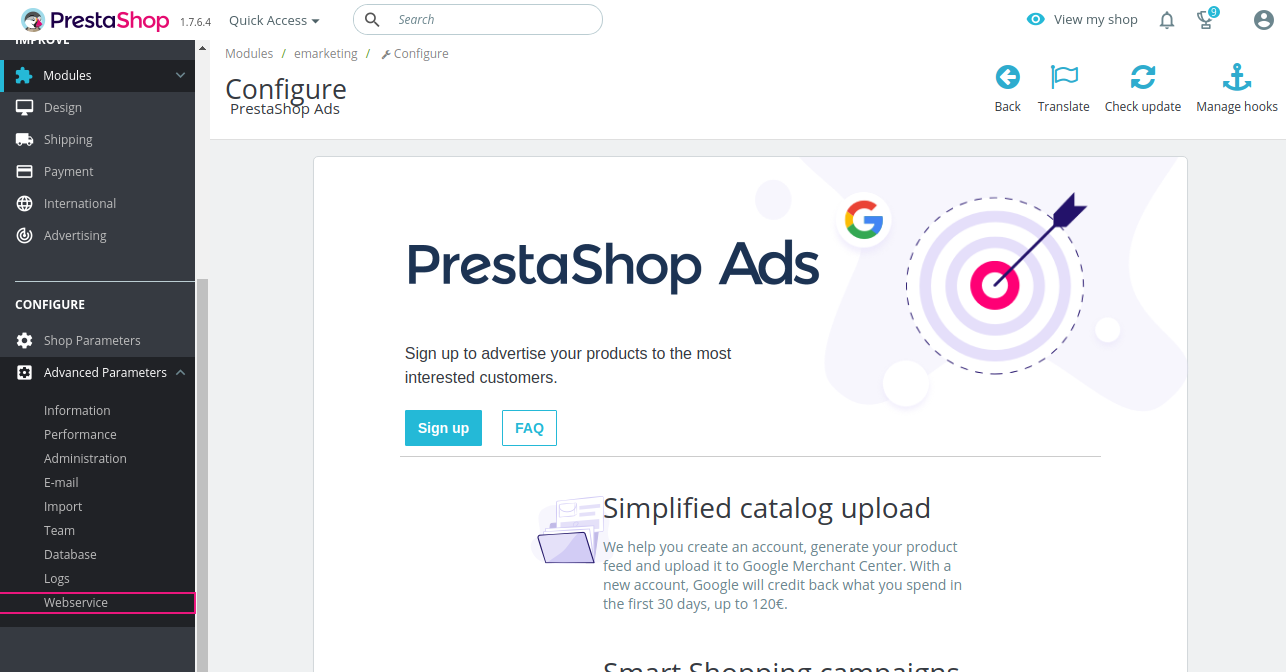 PrestaShop 1.7.6.4 Quick Access Search View my shop 9
IMPROVE
Modules
Design
Shipping
Payment
International
Advertising
CONFIGURE
Shop Parameters
Advanced Parameters
Information
Performance
Administration
E-mail
Import
Team
Database
Logs
Webservice
Modules / emarketing / Configure
Configure
PrestaShop Ads
Back Translate Check update Manage hooks
PrestaShop Ads
Sign up to advertise your products to the most
interested customers.
Sign up FAQ
Simplified catalog upload
We help you create an account, generate your product
feed and upload it to Google Merchant Center. With a
new account, Google will credit back what you spend in
the first 30 days, up to 120€.
Smart Shopping campaigns